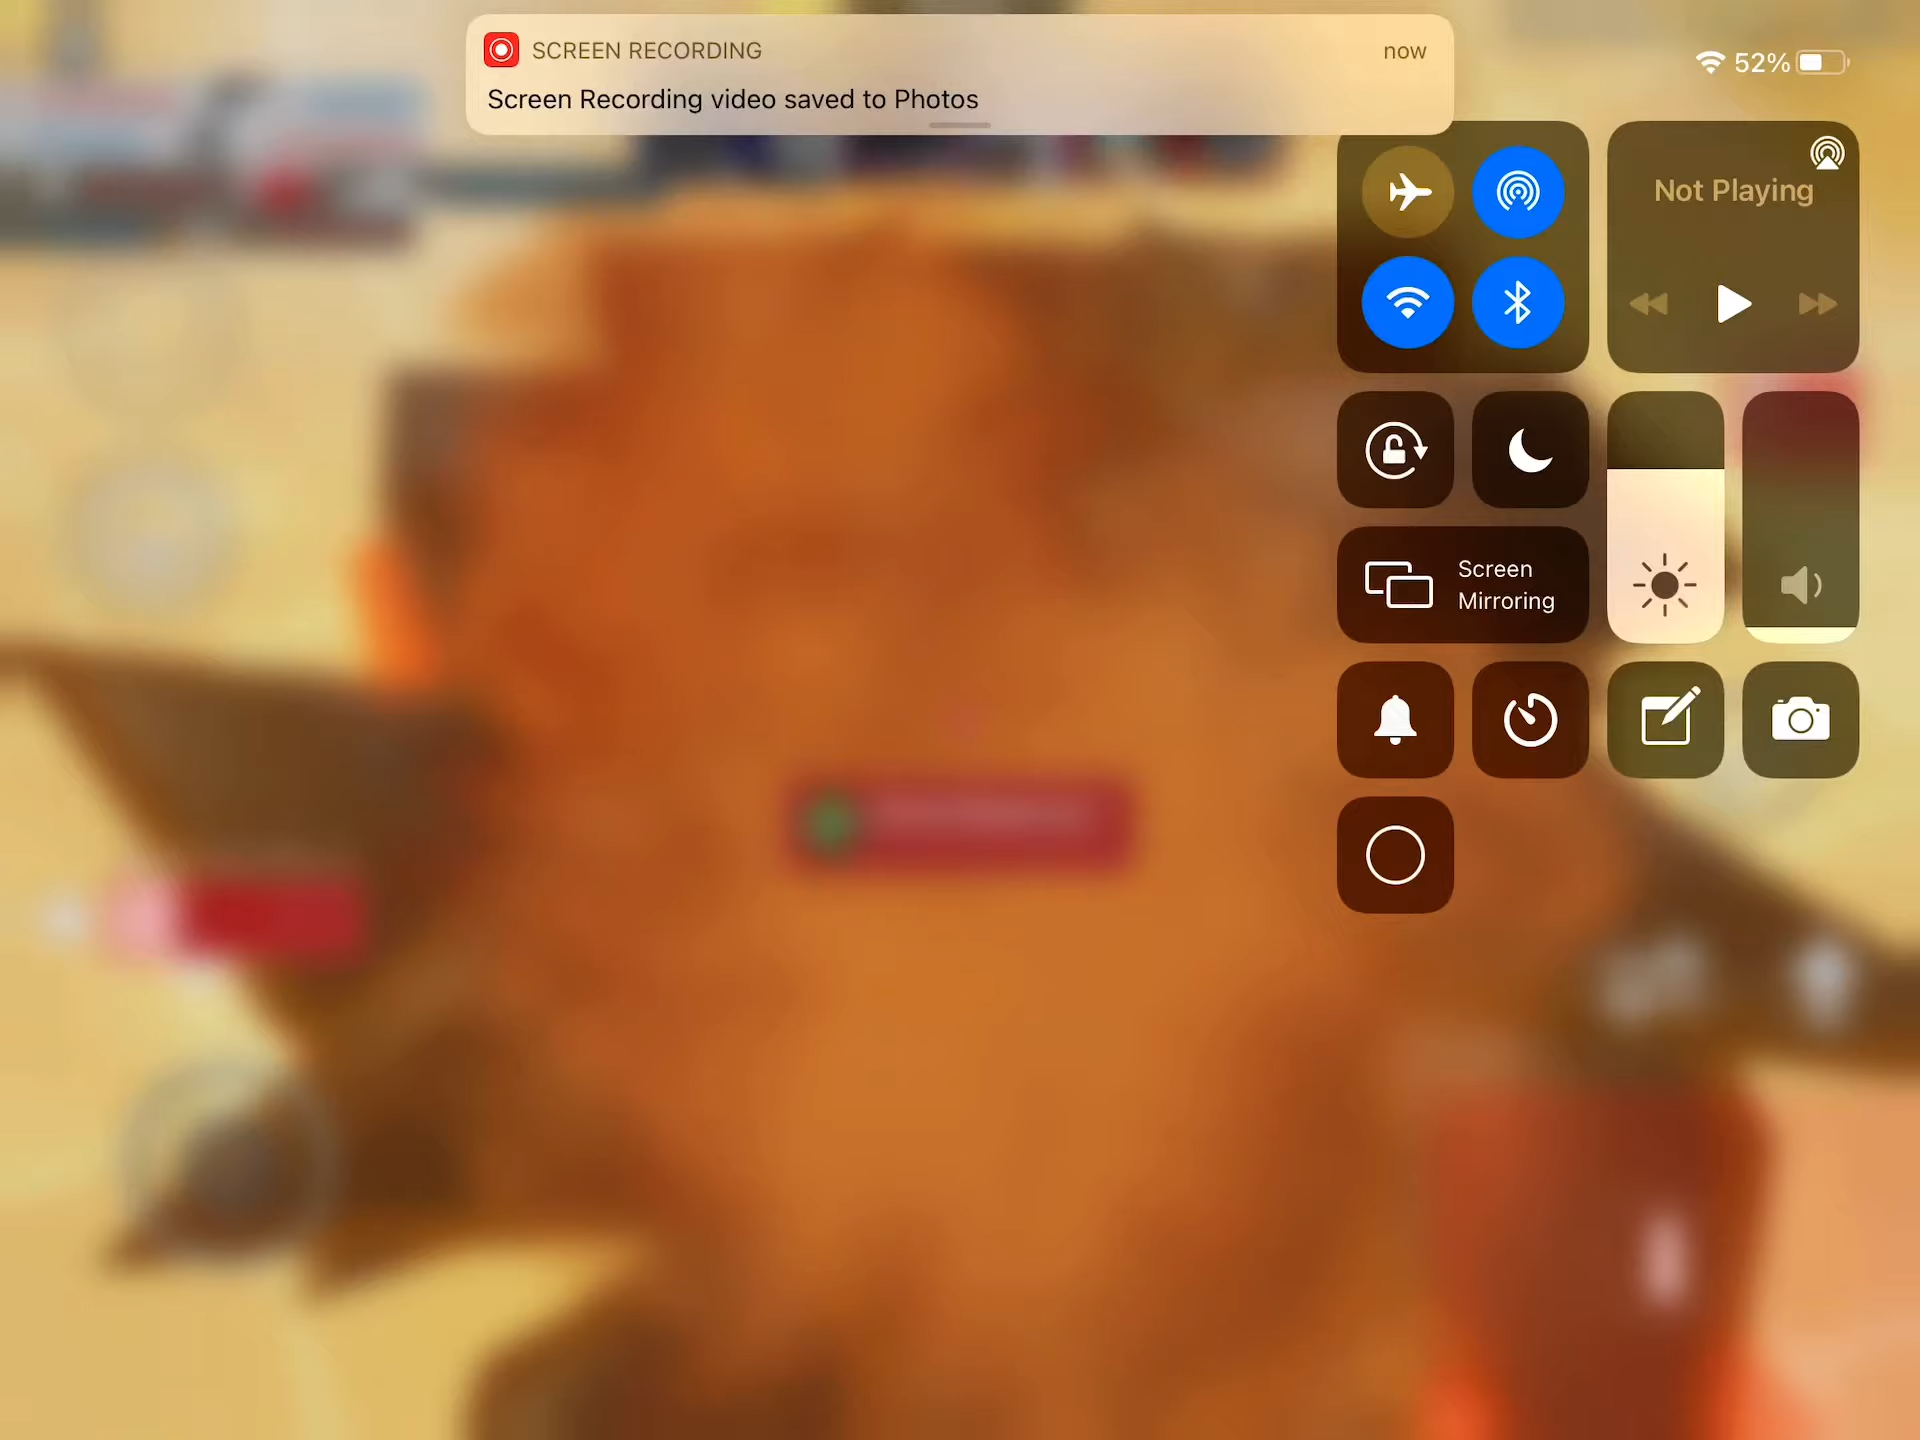 SCREEN RECORDING
now
Screen Recording video saved to Photos
52%
Not Playing
Screen
Mirroring